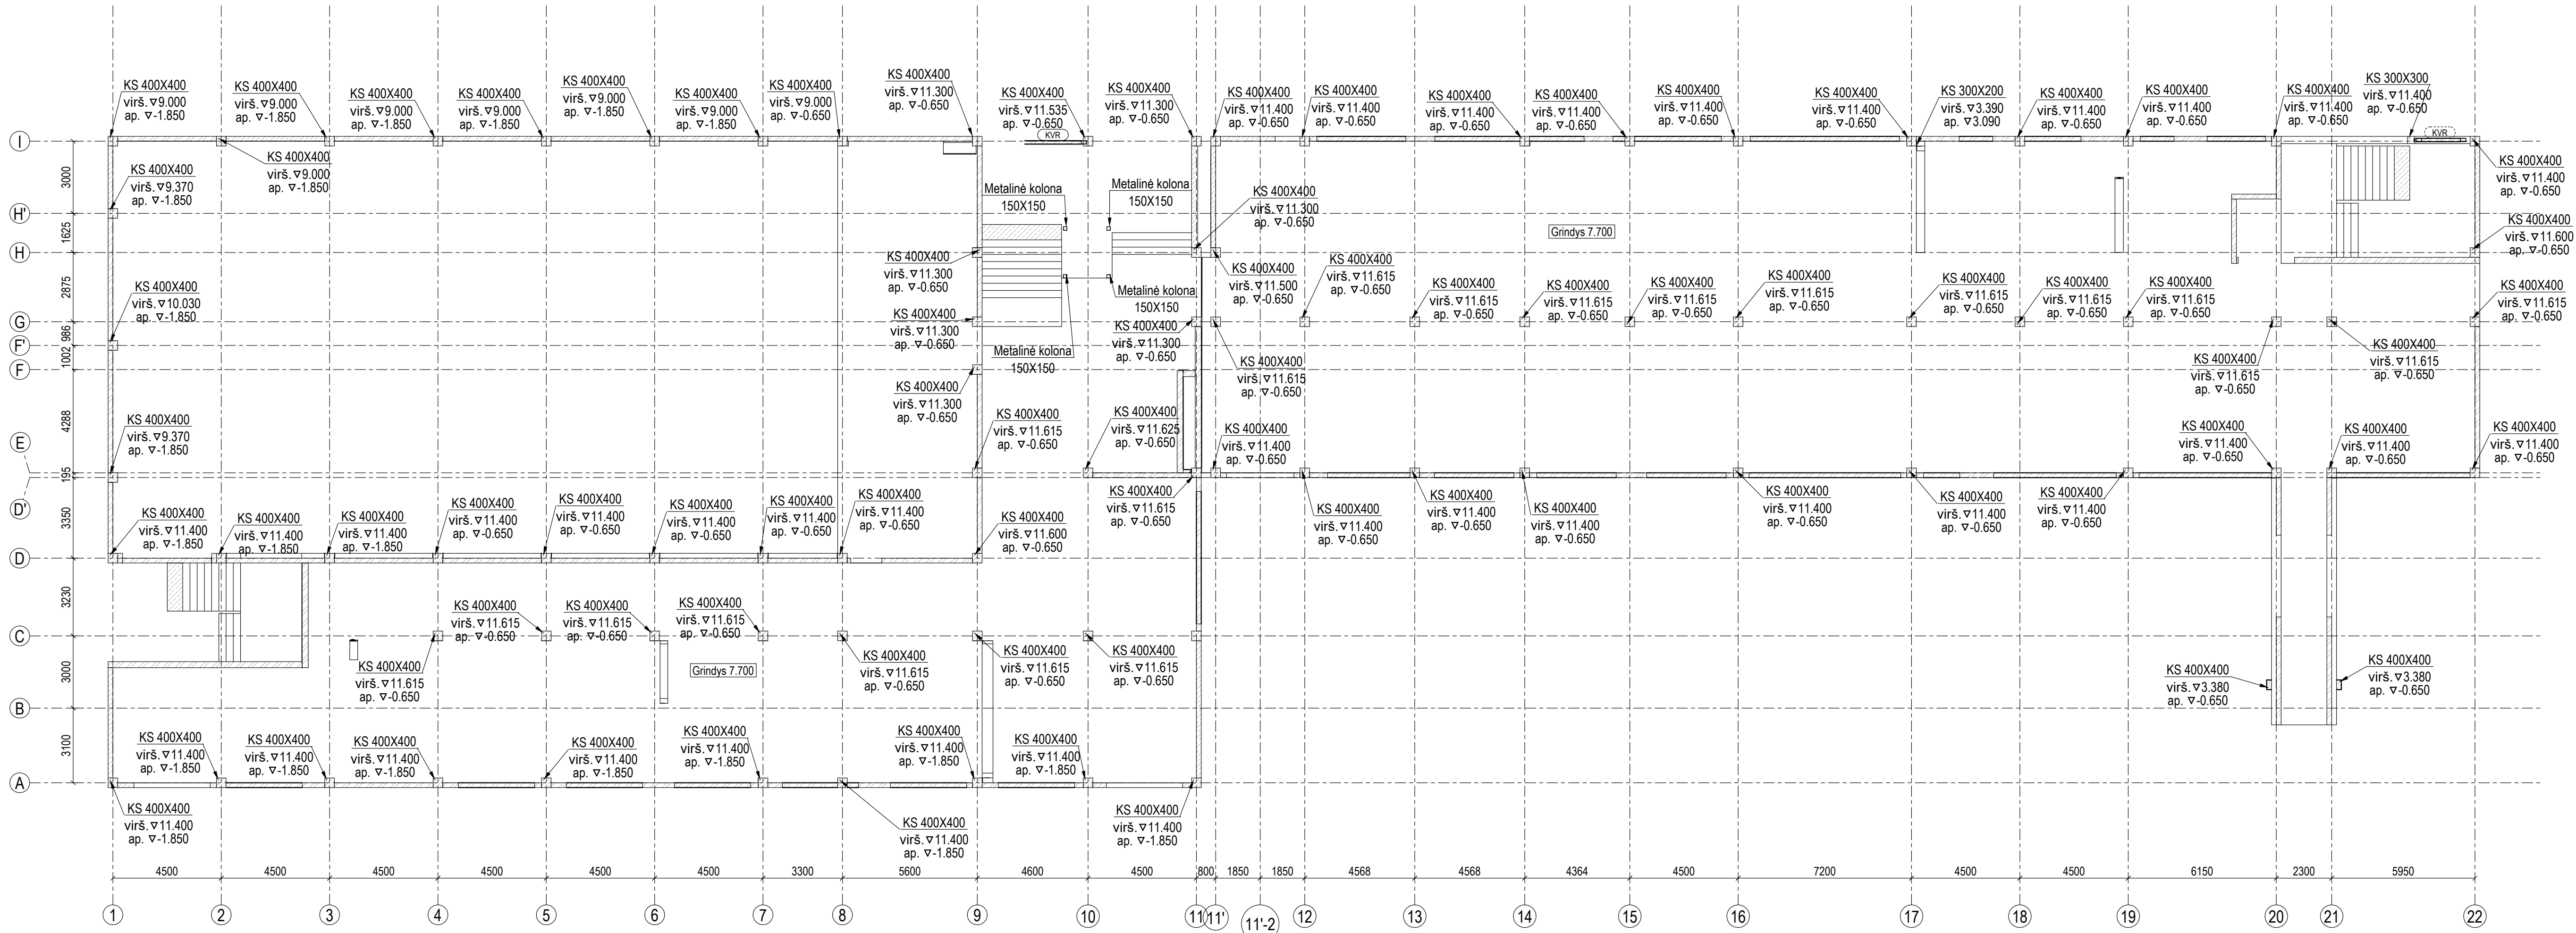 KS 400X400
virš.▽9.000
ap. ▽-1.850
KS 400X400
virš.▽9.000
ap. ▽-1.850
KS 400X400
virš.▽9.000
ap. ▽-1.850
KS 400X400
virš.▽9.000
ap. ▽-1.850
KS 400X400
virš.▽9.000
ap. ▽-1.850
KS 400X400
virš.▽9.000
ap. ▽-1.850
KS 400X400
virš.▽9.000
ap. ▽-0.650
KS 400X400
virš.▽11.300
ap. ▽-0.650
KS 400X400
virš.▽11.535
ap. ▽-0.650
KVR
KS 400X400
virš.▽11.300
ap. ▽-0.650
KS 400X400
virš.▽11.400
ap. ▽-0.650
KS 400X400
virš.▽11.400
ap. ▽-0.650
KS 400X400
virš.▽11.400
ap. ▽-0.650
KS 400X400
virš.▽11.400
ap. ▽-0.650
KS 400X400
virš.▽11.400
ap. ▽-0.650
KS 400X400
virš.▽11.400
ap. ▽-0.650
KS 300X200
virš.▽3.390
ap. ▽3.090
KS 400X400
virš.▽11.400
ap. ▽-0.650
KS 400X400
virš.▽11.400
ap. ▽-0.650
KS 400X400
virš.▽11.400
ap. ▽-0.650
KS 300X300
virš.▽11.400
ap. ▽-0.650
KVR
I
KS 400X400
virš.▽9.000
ap. ▽-1.850
KS 400X400
virš.▽9.370
ap. ▽-1.850
KS 400X400
virš.▽11.400
ap. ▽-0.650
3000
Metalinė kolona
150X150
Metalinė kolona
150X150
KS 400X400
virš.▽11.300
ap. ▽-0.650
H'
1625
Grindys 7.700
KS 400X400
virš.▽11.600
ap. ▽-0.650
H
KS 400X400
virš.▽11.300
ap. ▽-0.650
KS 400X400
virš.▽11.500
ap. ▽-0.650
KS 400X400
virš.▽11.615
ap. ▽-0.650
KS 400X400
virš.▽11.615
ap. ▽-0.650
KS 400X400
virš.▽11.615
ap. ▽-0.650
KS 400X400
virš.▽11.615
ap. ▽-0.650
KS 400X400
virš.▽11.615
ap. ▽-0.650
KS 400X400
virš.▽11.615
ap. ▽-0.650
KS 400X400
virš.▽11.615
ap. ▽-0.650
KS 400X400
virš.▽11.615
ap. ▽-0.650
KS 400X400
virš.▽11.615
ap. ▽-0.650
2875
KS 400X400
virš.▽10.030
ap. ▽-1.850
Metalinė kolona
150X150
G
KS 400X400
virš.▽11.300
ap. ▽-0.650
KS 400X400
virš.▽11.300
ap. ▽-0.650
986
F'
Metalinė kolona
150X150
1002
F
KS 400X400
virš.▽11.615
ap. ▽-0.650
KS 400X400
virš.▽11.615
ap. ▽-0.650
KS 400X400
virš.▽11.615
ap. ▽-0.650
KS 400X400
virš.▽11.300
ap. ▽-0.650
4288
KS 400X400
virš.▽9.370
ap. ▽-1.850
KS 400X400
virš.▽11.615
ap. ▽-0.650
KS 400X400
virš.▽11.625
ap. ▽-0.650
KS 400X400
virš.▽11.400
ap. ▽-0.650
KS 400X400
virš.▽11.400
ap. ▽-0.650
KS 400X400
virš.▽11.400
ap. ▽-0.650
KS 400X400
virš.▽11.400
ap. ▽-0.650
E
195
D'
3350
KS 400X400
virš.▽11.400
ap. ▽-1.850
KS 400X400
virš.▽11.400
ap. ▽-1.850
KS 400X400
virš.▽11.400
ap. ▽-1.850
KS 400X400
virš.▽11.400
ap. ▽-0.650
KS 400X400
virš.▽11.400
ap. ▽-0.650
KS 400X400
virš.▽11.400
ap. ▽-0.650
KS 400X400
virš.▽11.400
ap. ▽-0.650
KS 400X400
virš.▽11.400
ap. ▽-0.650
KS 400X400
virš.▽11.600
ap. ▽-0.650
KS 400X400
virš.▽11.615
ap. ▽-0.650
KS 400X400
virš.▽11.400
ap. ▽-0.650
KS 400X400
virš.▽11.400
ap. ▽-0.650
KS 400X400
virš.▽11.400
ap. ▽-0.650
KS 400X400
virš.▽11.400
ap. ▽-0.650
KS 400X400
virš.▽11.400
ap. ▽-0.650
KS 400X400
virš.▽11.400
ap. ▽-0.650
D
3230
KS 400X400
virš.▽11.615
ap. ▽-0.650
KS 400X400
virš.▽11.615
ap. ▽-0.650
KS 400X400
virš.▽11.615
ap. ▽-0.650
C
3000
KS 400X400
virš.▽11.615
ap. ▽-0.650
Grindys 7.700
KS 400X400
virš.▽11.615
ap. ▽-0.650
KS 400X400
virš.▽11.615
ap. ▽-0.650
KS 400X400
virš.▽11.615
ap. ▽-0.650
KS 400X400
virš.▽3.380
ap. ▽-0.650
KS 400X400
virš.▽3.380
ap. ▽-0.650
B
3100
KS 400X400
virš.▽11.400
ap. ▽-1.850
KS 400X400
virš.▽11.400
ap. ▽-1.850
KS 400X400
virš.▽11.400
ap. ▽-1.850
KS 400X400
virš.▽11.400
ap. ▽-1.850
KS 400X400
virš.▽11.400
ap. ▽-1.850
KS 400X400
virš.▽11.400
ap. ▽-1.850
KS 400X400
virš.▽11.400
ap. ▽-1.850
A
KS 400X400
virš.▽11.400
ap. ▽-1.850
KS 400X400
virš.▽11.400
ap. ▽-1.850
KS 400X400
virš.▽11.400
ap. ▽-1.850
4500 4500 4500 4500 4500 4500 3300 5600 4600 4500 800 1850 1850 4568 4568 4364 4500 7200 4500 4500 6150 2300 5950
1 2 3 4 5 6 7 8 9 10 11 11' 11'-2 12 13 14 15 16 17 18 19 20 21 22